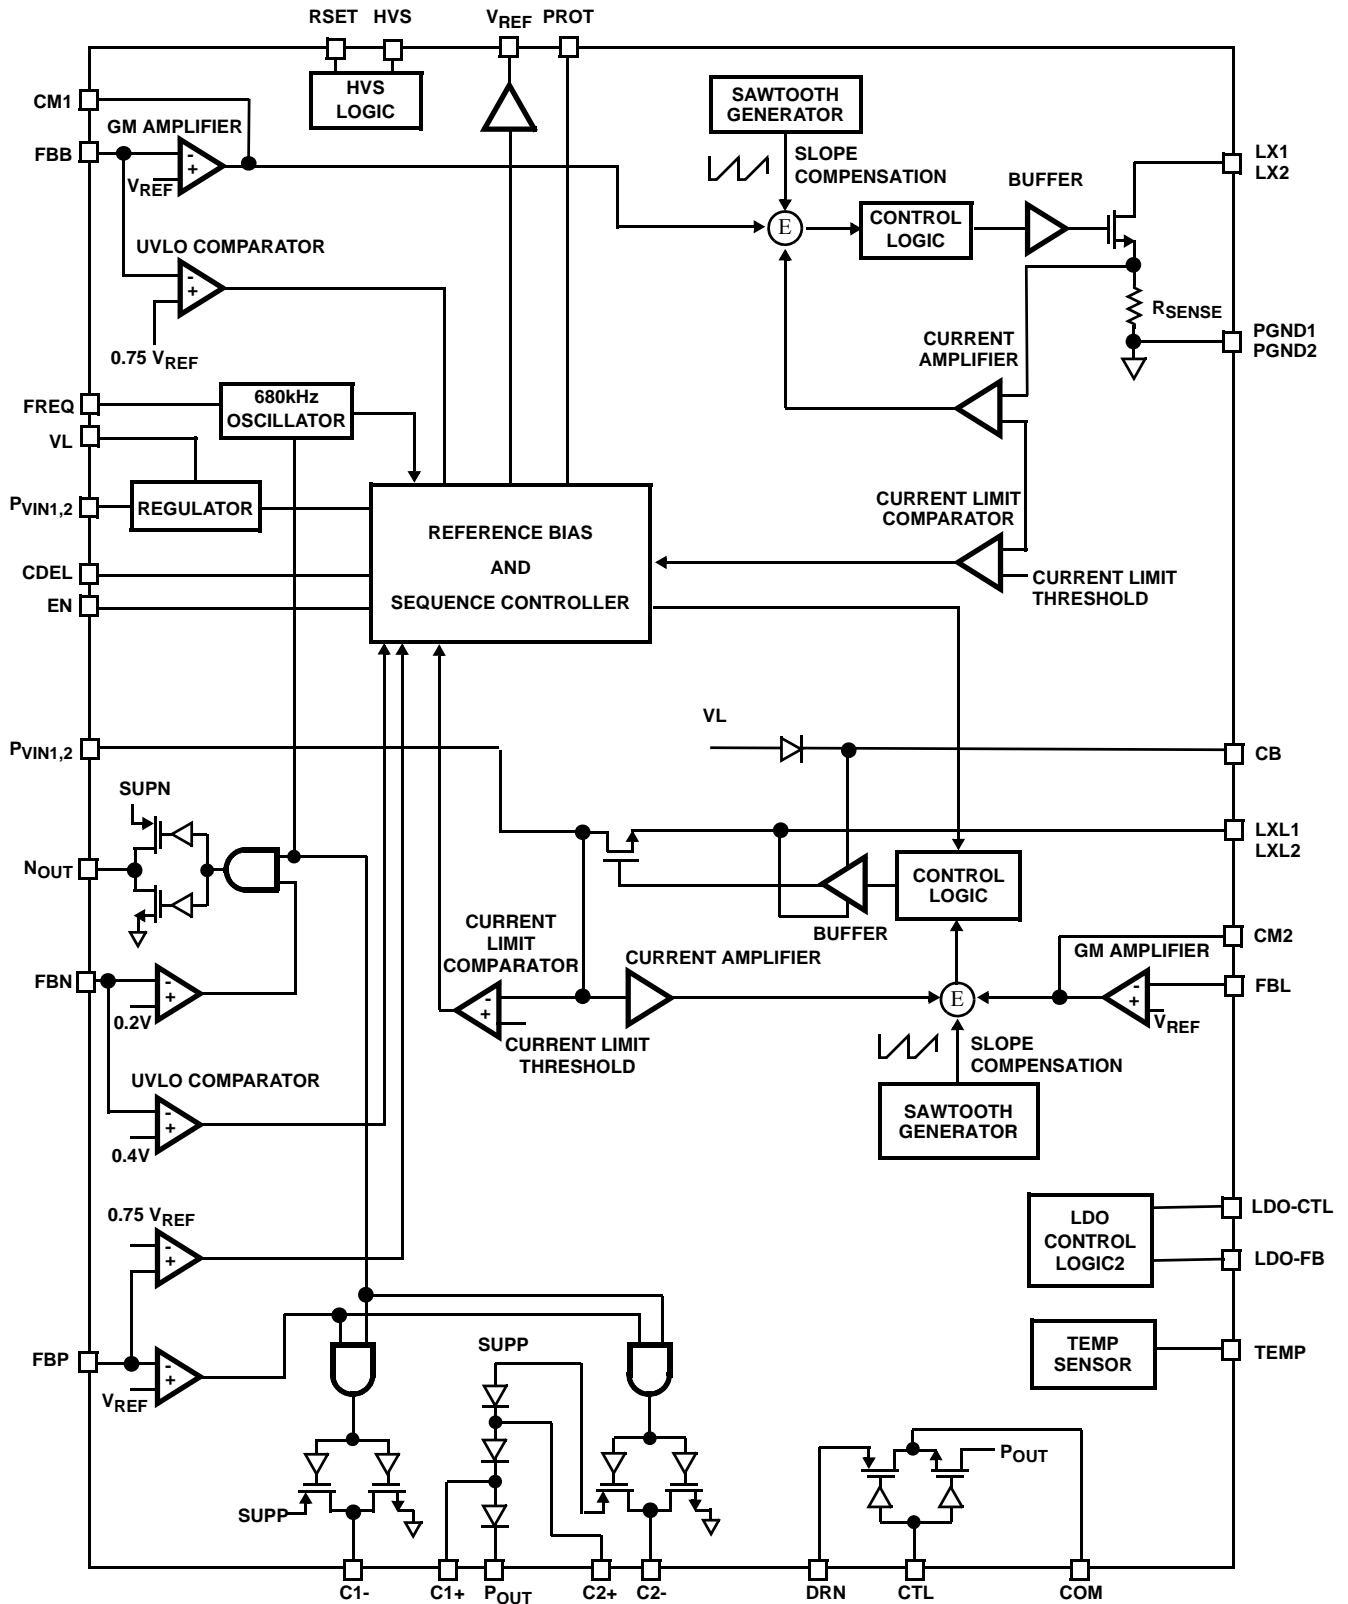 RSET HVS VREF PROT
HVS
LOGIC
SAWTOOTH
GENERATOR
CM1
GM AMPLIFIER
FBB
-
+
VREF
SLOPE
COMPENSATION
LX1
LX2
BUFFER
E
CONTROL
LOGIC
UVLO COMPARATOR
-
+
0.75 VREF
RSENSE
CURRENT
AMPLIFIER
PGND1
PGND2
FREQ
680kHz
OSCILLATOR
VL
PVIN1,2
REGULATOR
CURRENT LIMIT
COMPARATOR
REFERENCE BIAS
AND
SEQUENCE CONTROLLER
CDEL
EN
CURRENT LIMIT
THRESHOLD
VL
PVIN1,2
CB
SUPN
LXL1
LXL2
NOUT
CONTROL
LOGIC
BUFFER
CURRENT
LIMIT
COMPARATOR
CURRENT AMPLIFIER
CM2
GM AMPLIFIER
FBN
-
+
0.2V
-
+
E
-
+
FBL
VREF
CURRENT LIMIT
THRESHOLD
SLOPE
COMPENSATION
UVLO COMPARATOR
-
+
0.4V
SAWTOOTH
GENERATOR
0.75 VREF
-
+
LDO
CONTROL
LOGIC2
LDO-CTL
LDO-FB
FBP
-
+
VREF
SUPP
TEMP
SENSOR
TEMP
POUT
SUPP
C1- C1+ POUT C2+ C2- DRN CTL COM